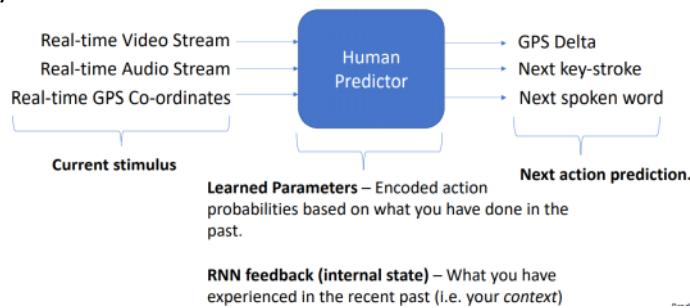 Real-time Video Stream
Real-time Audio Stream
Real-time GPS Co-ordinates
Human
Predictor
GPS Delta
Next key-stroke
Next spoken word
Current stimulus
Next action prediction.
Learned Parameters – Encoded action
probabilities based on what you have done in the
past.
RNN feedback (internal state) – What you have
experienced in the recent past (i.e. your context)